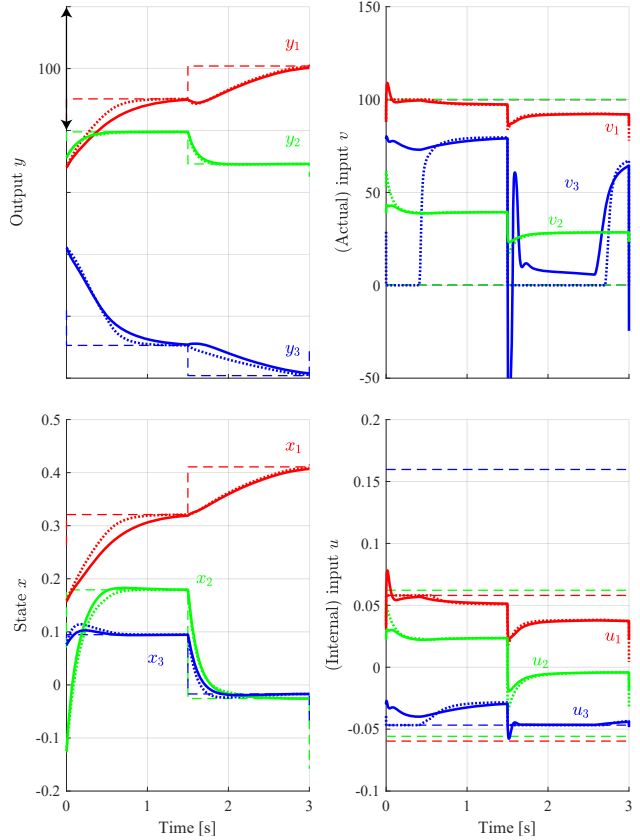 150
100
100
y₁
y₂
y₃
Output y
v₁
v₃
50
v₂
0
-50
(Actual) input v
0.5
0.4
0.3
0.2
0.1
0
-0.1
-0.2
x₁
x₂
x₃
State x
0 1 2 3
Time [s]
0.2
0.15
0.1
0.05
0
-0.05
-0.1
u₁
u₂
u₃
(Internal) input u
0 1 2 3
Time [s]